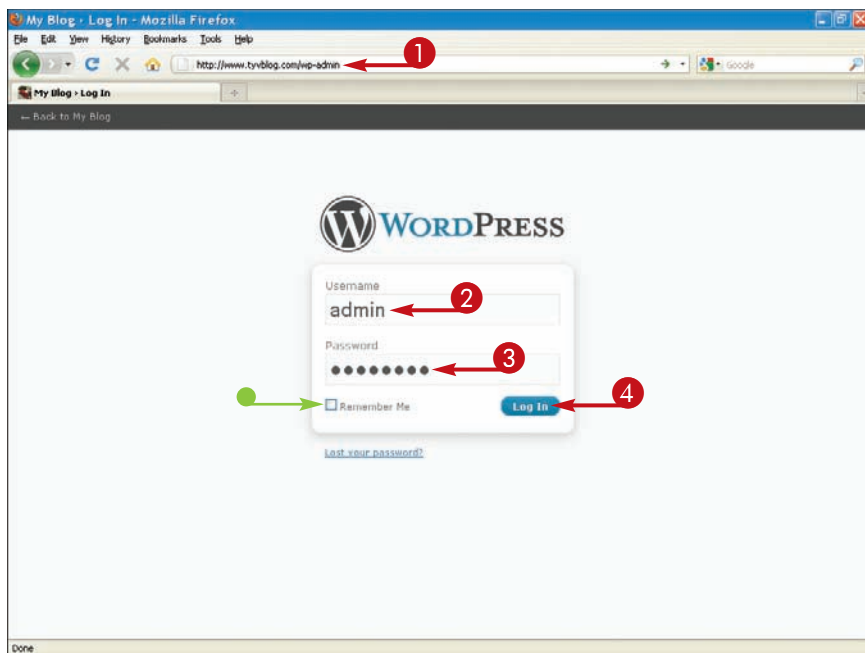 My Blog › Log In - Mozilla Firefox
File Edit View History Bookmarks Tools Help
http://www.tyvblog.com/wp-admin
1
Google
My Blog › Log In
← Back to My Blog
WORDPRESS
Username
admin
2
Password
3
Remember Me
Log In
4
Lost your password?
Done